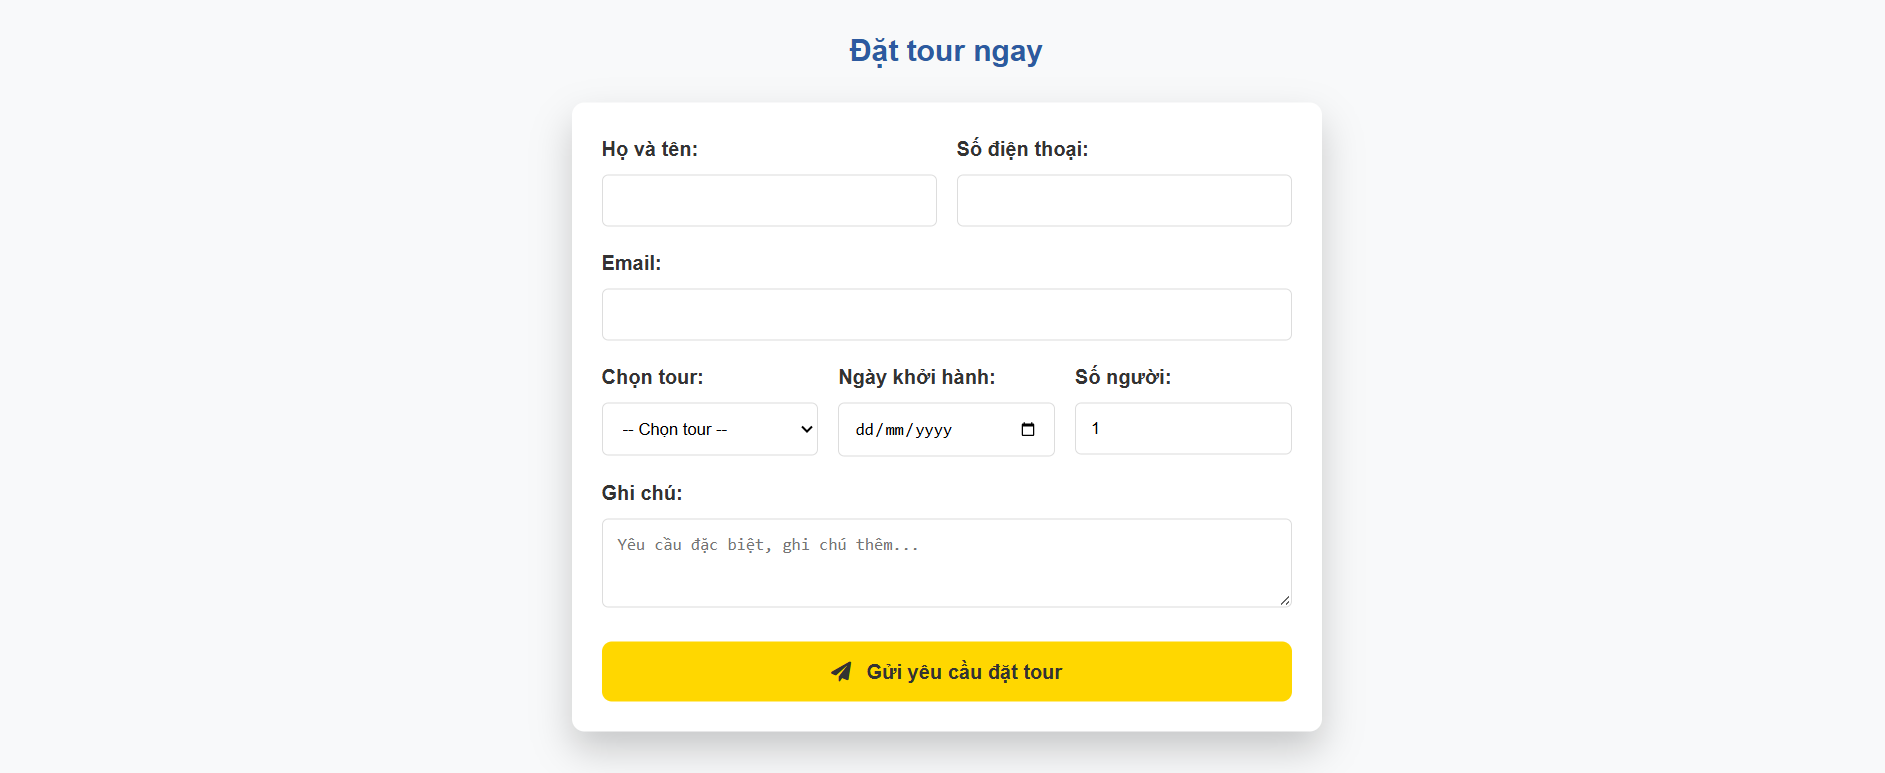 Đặt tour ngay
Họ và tên: Số điện thoại:
Email:
Chọn tour: Ngày khởi hành: Số người:
-- Chọn tour -- dd/mm/yyyy 1
Ghi chú:
Yêu cầu đặc biệt, ghi chú thêm...
Gửi yêu cầu đặt tour